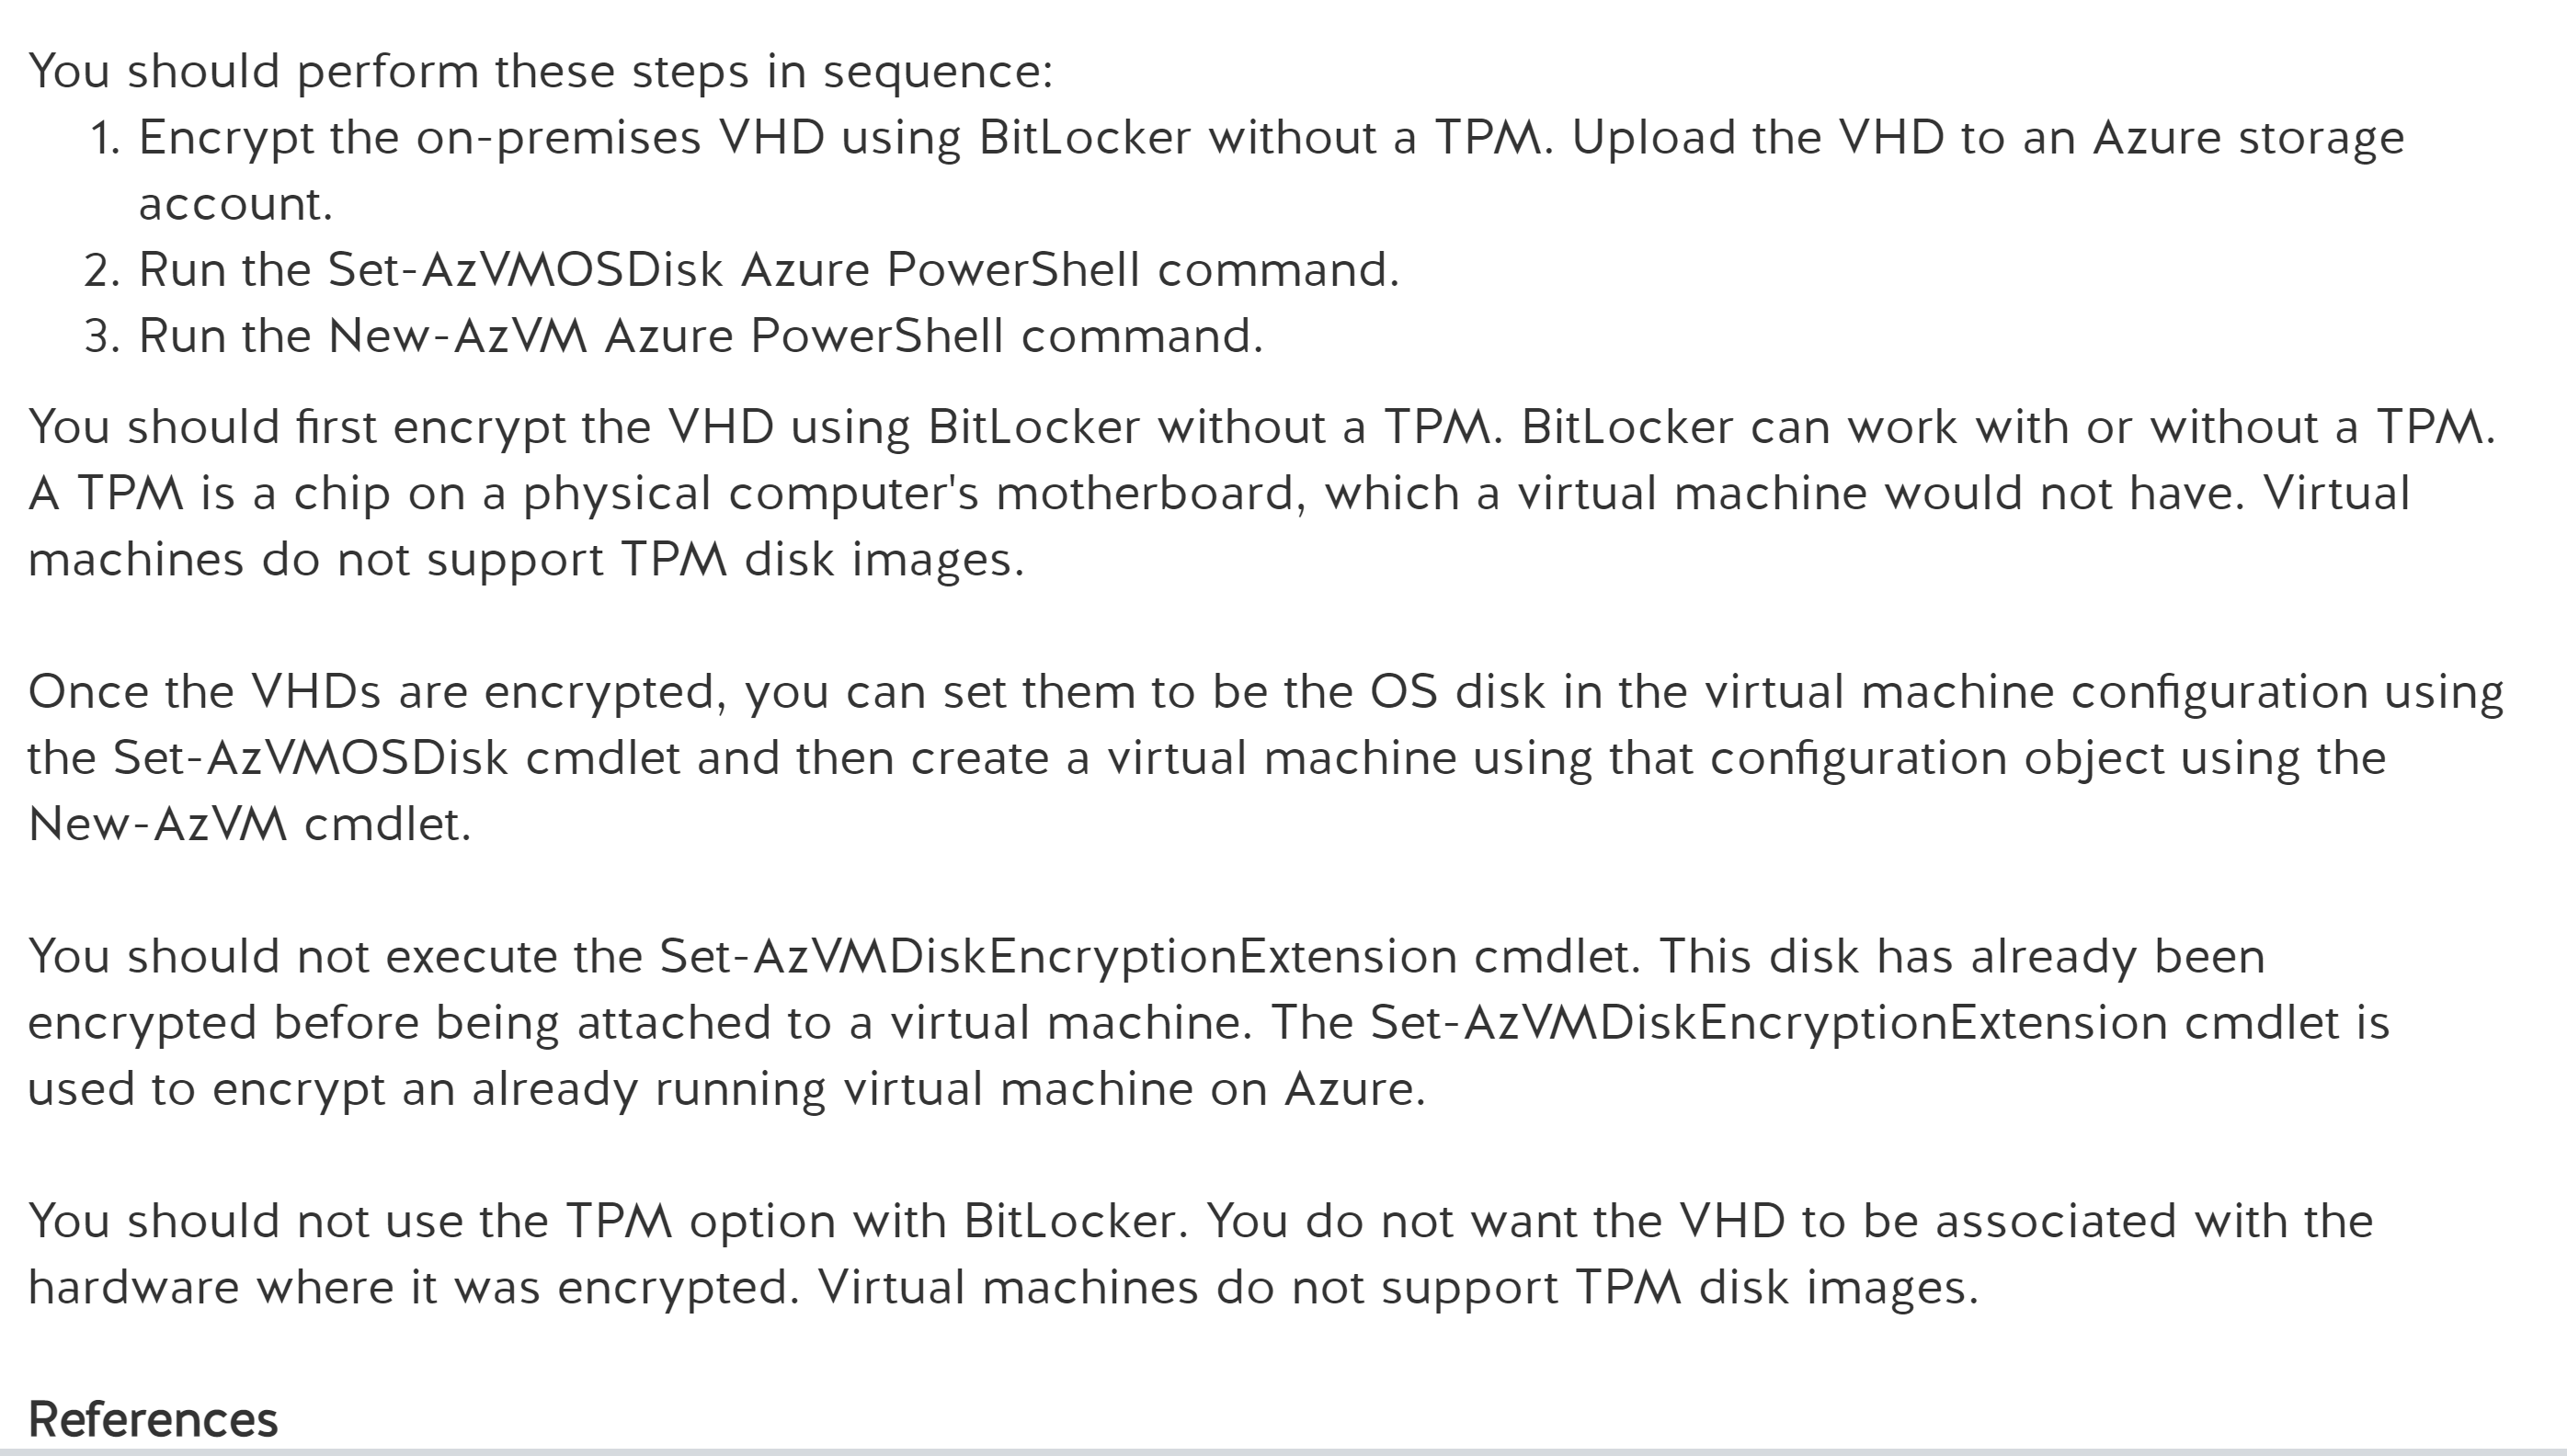 You should perform these steps in sequence:
1. Encrypt the on-premises VHD using BitLocker without a TPM. Upload the VHD to an Azure storage
account.
2. Run the Set-AzVMOSDisk Azure PowerShell command.
3. Run the New-AzVM Azure PowerShell command.
You should first encrypt the VHD using BitLocker without a TPM. BitLocker can work with or without a TPM.
A TPM is a chip on a physical computer's motherboard, which a virtual machine would not have. Virtual
machines do not support TPM disk images.
Once the VHDs are encrypted, you can set them to be the OS disk in the virtual machine configuration using
the Set-AzVMOSDisk cmdlet and then create a virtual machine using that configuration object using the
New-AzVM cmdlet.
You should not execute the Set-AzVMDiskEncryptionExtension cmdlet. This disk has already been
encrypted before being attached to a virtual machine. The Set-AzVMDiskEncryptionExtension cmdlet is
used to encrypt an already running virtual machine on Azure.
You should not use the TPM option with BitLocker. You do not want the VHD to be associated with the
hardware where it was encrypted. Virtual machines do not support TPM disk images.
References